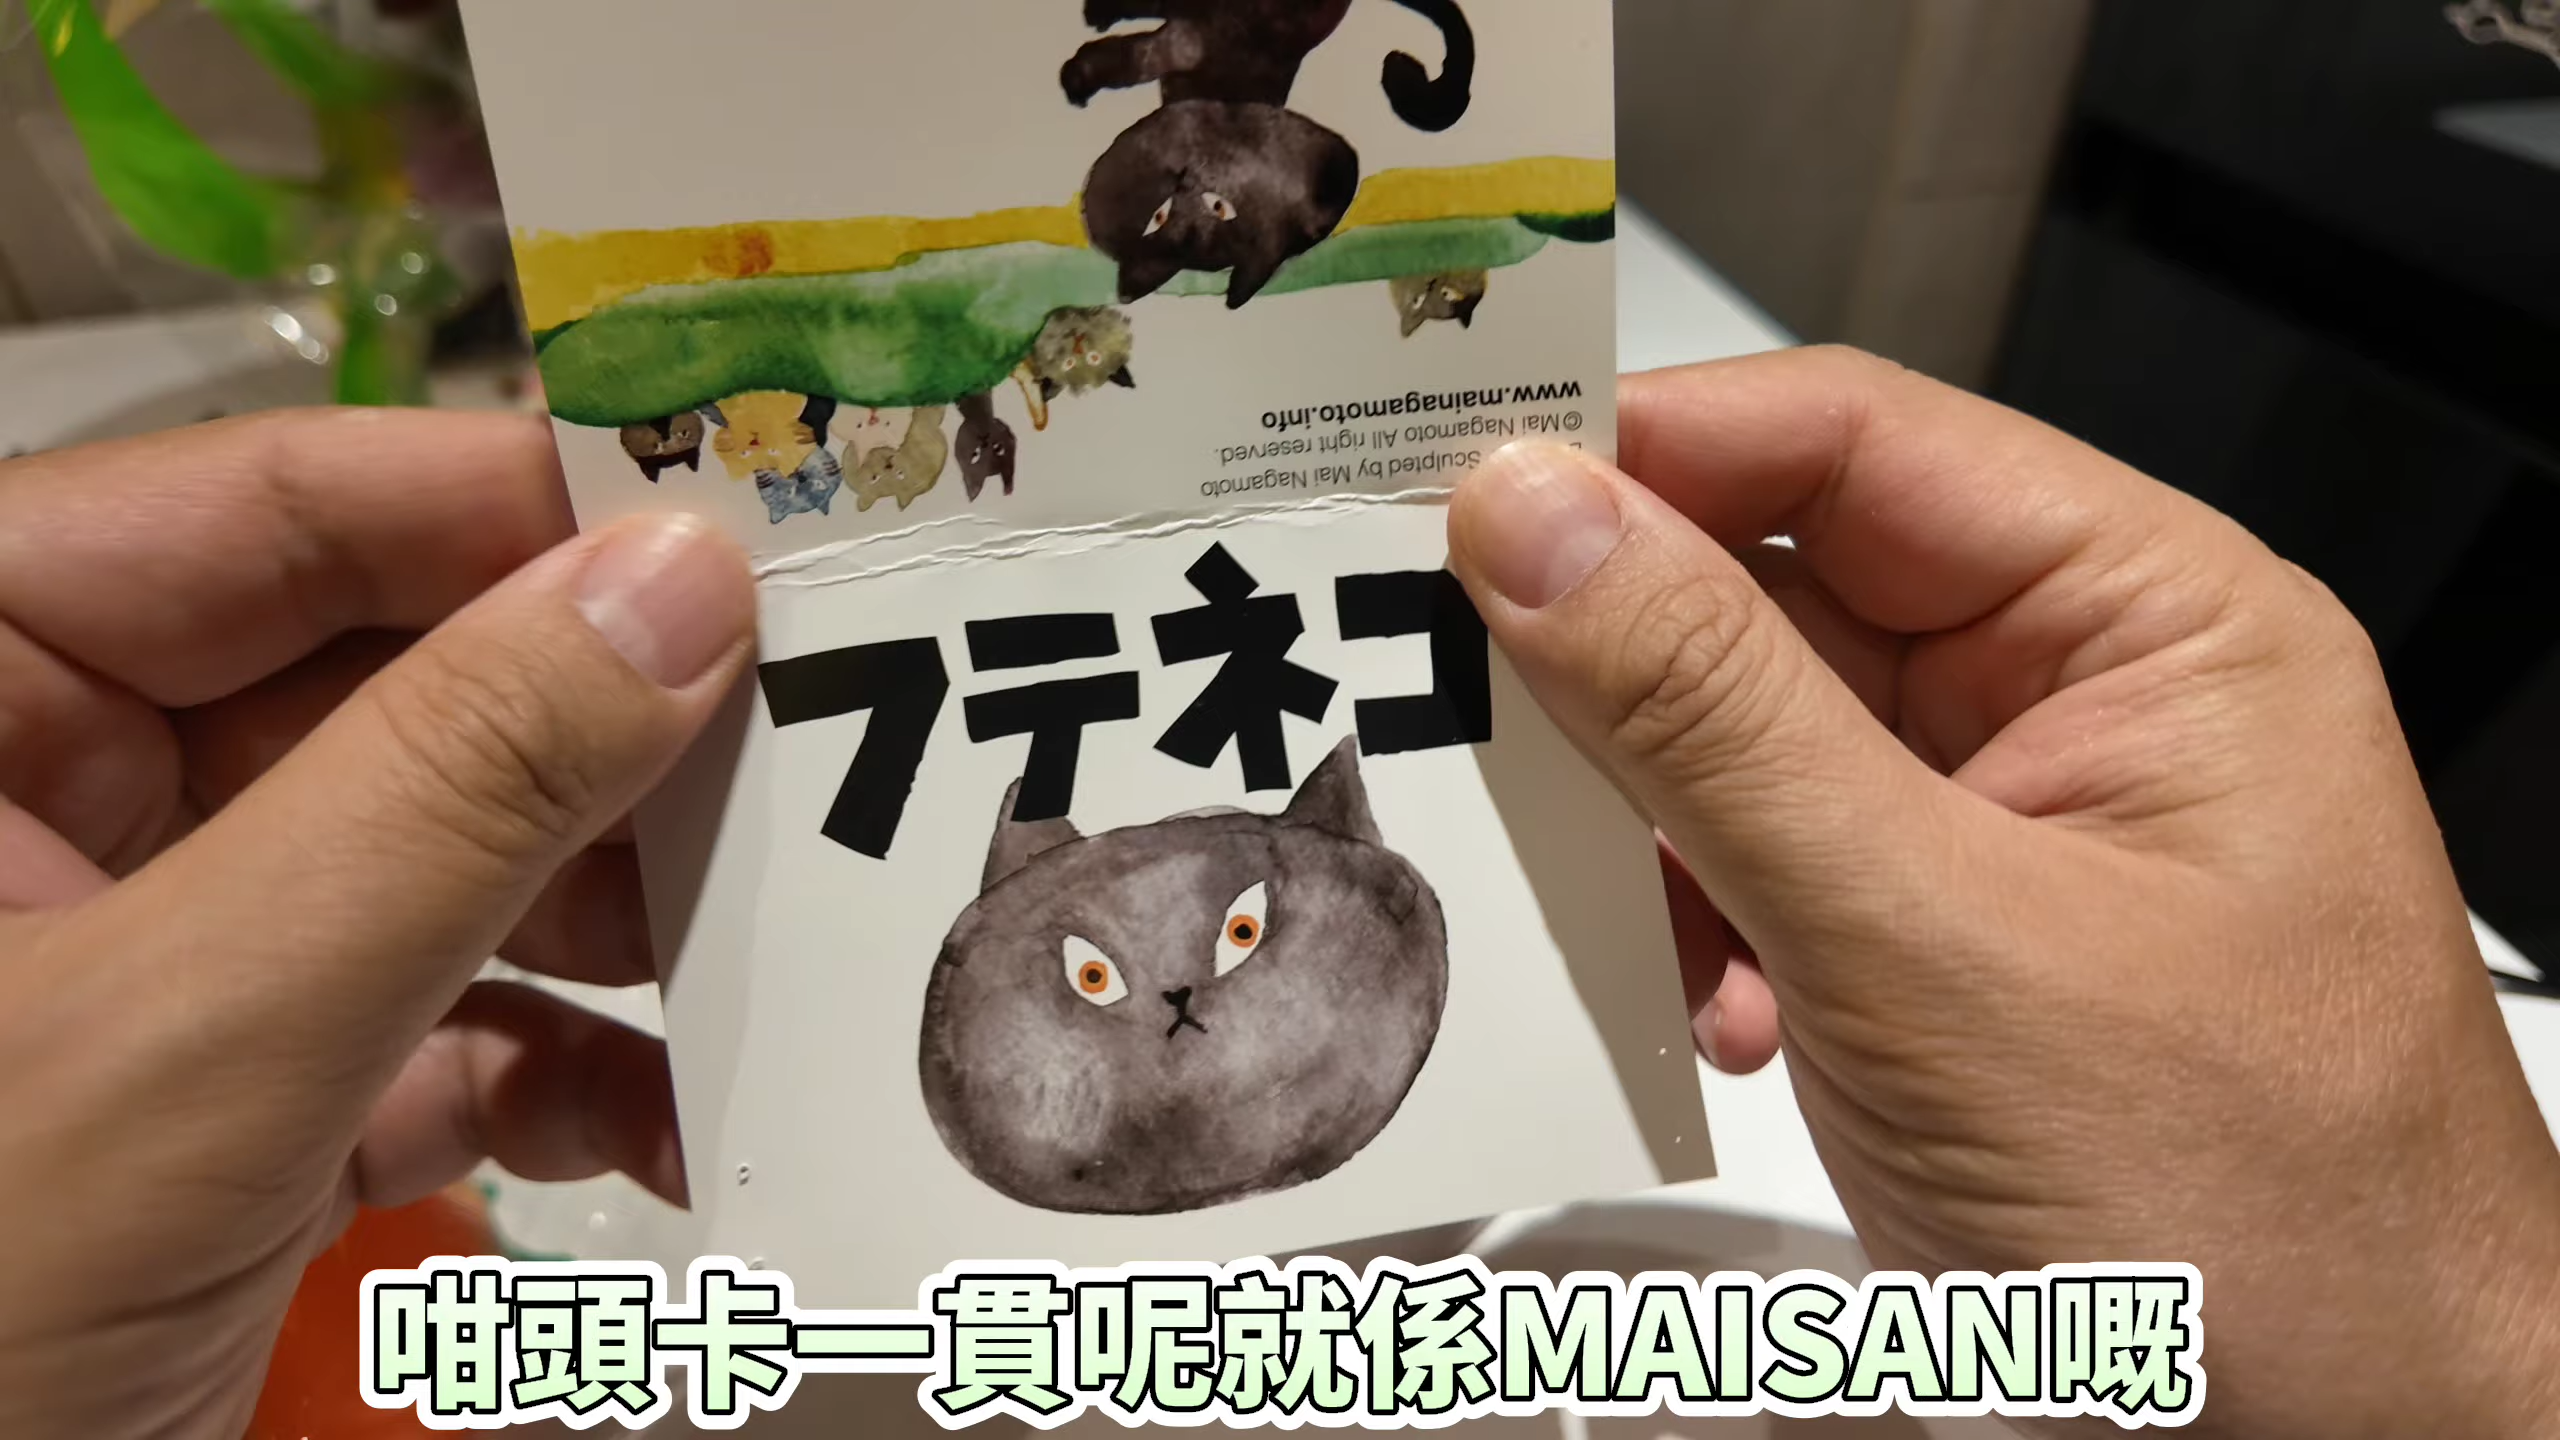 www.mainagamoto.info
©Mai Nagamoto All right reserved.
Sculpted by Mai Nagamoto
フテネコ
咁頭卡一貫呢就係MAISAN嘅